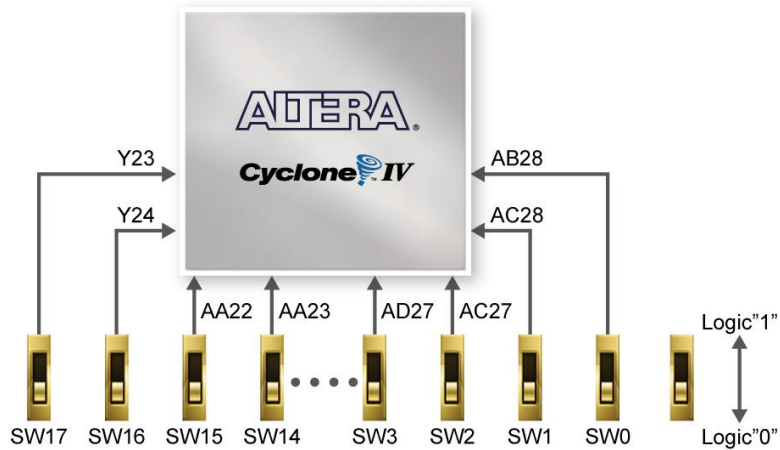 ALTERA.
Cyclone IV
Y23
AB28
Y24
AC28
AA22 AA23 AD27 AC27
Logic"1"
SW17 SW16 SW15 SW14 SW3 SW2 SW1 SW0 Logic"0"